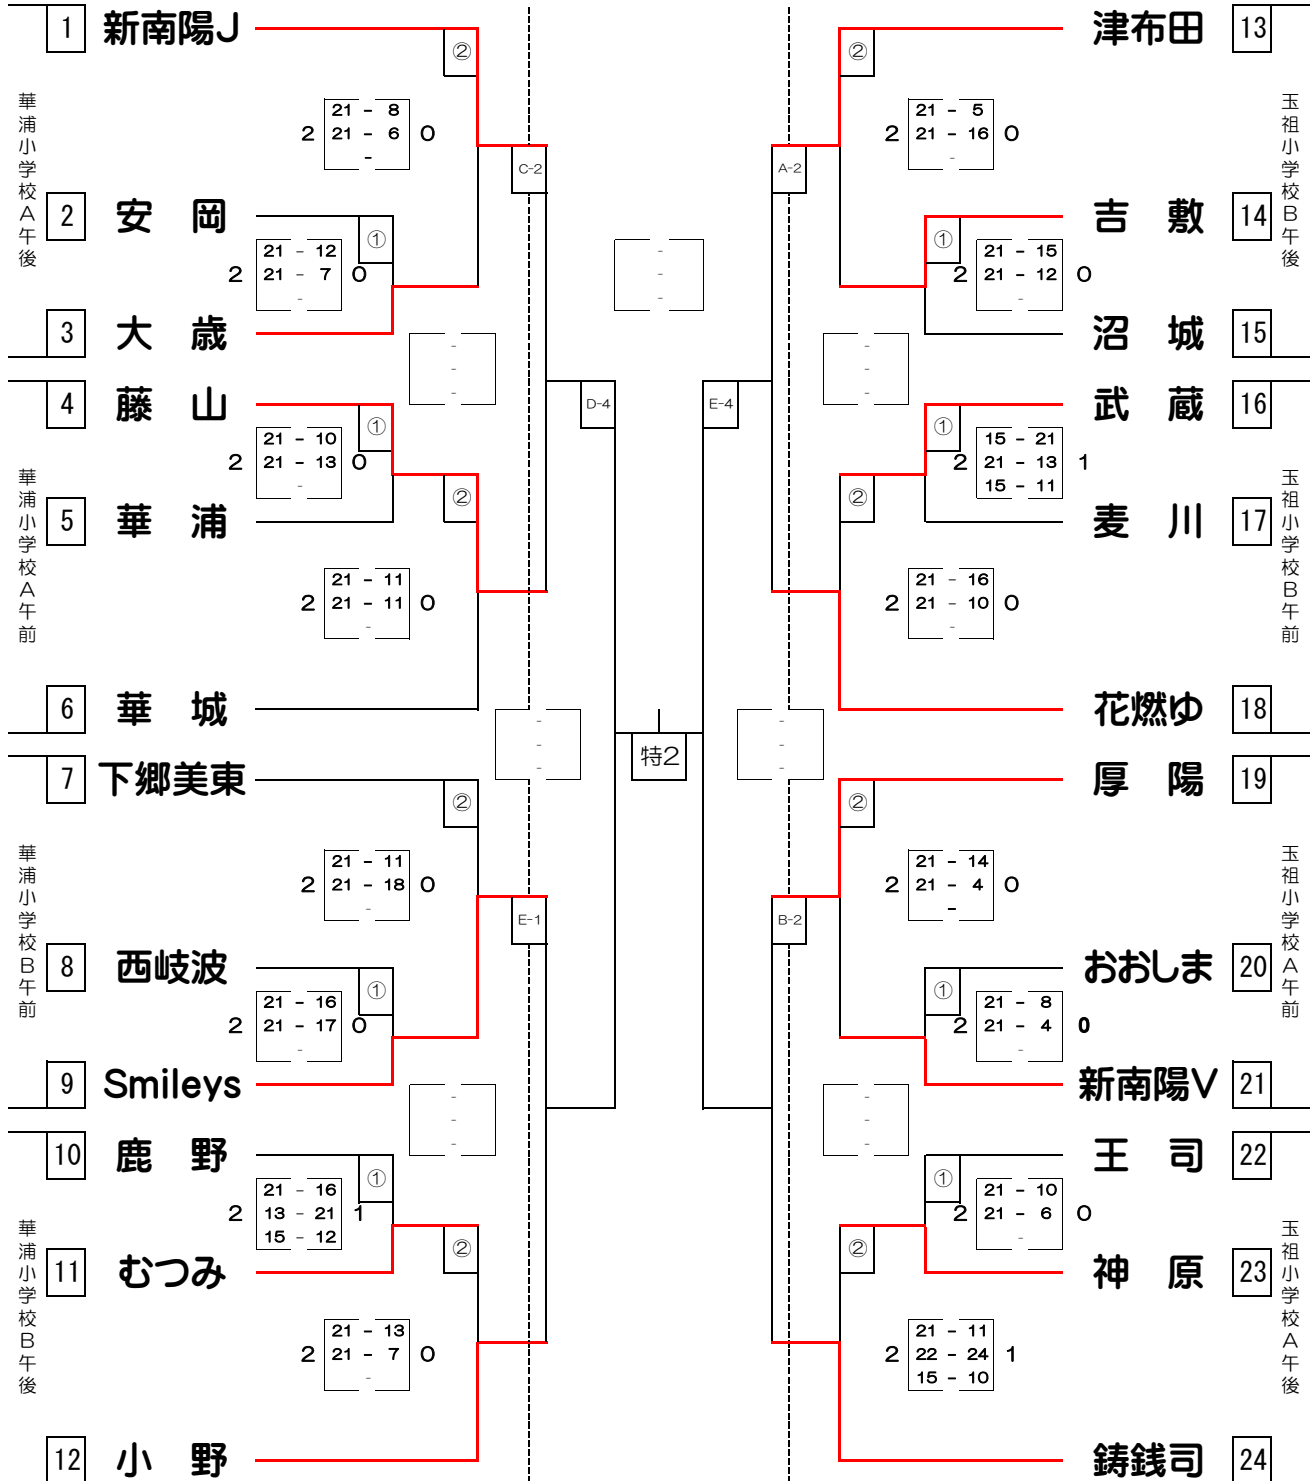 1 新南陽J
②
21 - 8
2 21 - 6 0
-
C-2
華浦小学校A午後
2 安 岡
①
21 - 12
2 21 - 7 0
-
3 大 歳
-
-
-
4 藤 山
①
21 - 10
2 21 - 13 0
-
D-4
華浦小学校A午前
5 華 浦
②
21 - 11
2 21 - 11 0
-
6 華 城
-
-
-
7 下郷美東
②
21 - 11
2 21 - 18 0
-
E-1
華浦小学校B午前
8 西岐波
①
21 - 16
2 21 - 17 0
-
9 Smileys
-
-
-
10 鹿 野
①
21 - 16
2 13 - 21 1
15 - 12
華浦小学校B午後
11 むつみ
②
21 - 13
2 21 - 7 0
-
12 小 野
-
-
-
特2
津布田 13
②
21 - 5
2 21 - 16 0
-
A-2
玉祖小学校B午後
吉 敷 14
①
21 - 15
2 21 - 12 0
-
沼 城 15
-
-
-
武 蔵 16
①
15 - 21
2 21 - 13 1
15 - 11
E-4
玉祖小学校B午前
麦 川 17
②
21 - 16
2 21 - 10 0
-
花燃ゆ 18
-
-
-
厚 陽 19
②
21 - 14
2 21 - 4 0
-
B-2
玉祖小学校A午前
おおしま 20
①
21 - 8
2 21 - 4 0
-
新南陽V 21
-
-
-
王 司 22
①
21 - 10
2 21 - 6 0
-
玉祖小学校A午後
神 原 23
②
21 - 11
2 22 - 24 1
15 - 10
鋳銭司 24